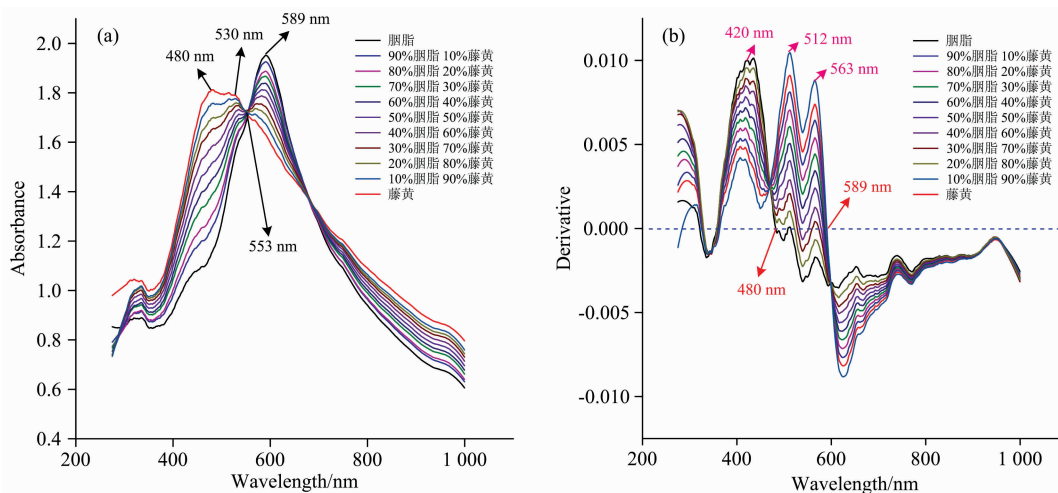 (a)
480 nm
530 nm
589 nm
553 nm
胭脂
90%胭脂 10%藤黄
80%胭脂 20%藤黄
70%胭脂 30%藤黄
60%胭脂 40%藤黄
50%胭脂 50%藤黄
40%胭脂 60%藤黄
30%胭脂 70%藤黄
20%胭脂 80%藤黄
10%胭脂 90%藤黄
藤黄
Absorbance
2.0
1.8
1.6
1.4
1.2
1.0
0.8
0.6
0.4
200
400
600
800
1 000
Wavelength/nm
(b)
420 nm
512 nm
563 nm
589 nm
480 nm
胭脂
90%胭脂 10%藤黄
80%胭脂 20%藤黄
70%胭脂 30%藤黄
60%胭脂 40%藤黄
50%胭脂 50%藤黄
40%胭脂 60%藤黄
30%胭脂 70%藤黄
20%胭脂 80%藤黄
10%胭脂 90%藤黄
藤黄
Derivative
0.010
0.005
0.000
-0.005
-0.010
200
400
600
800
1 000
Wavelength/nm